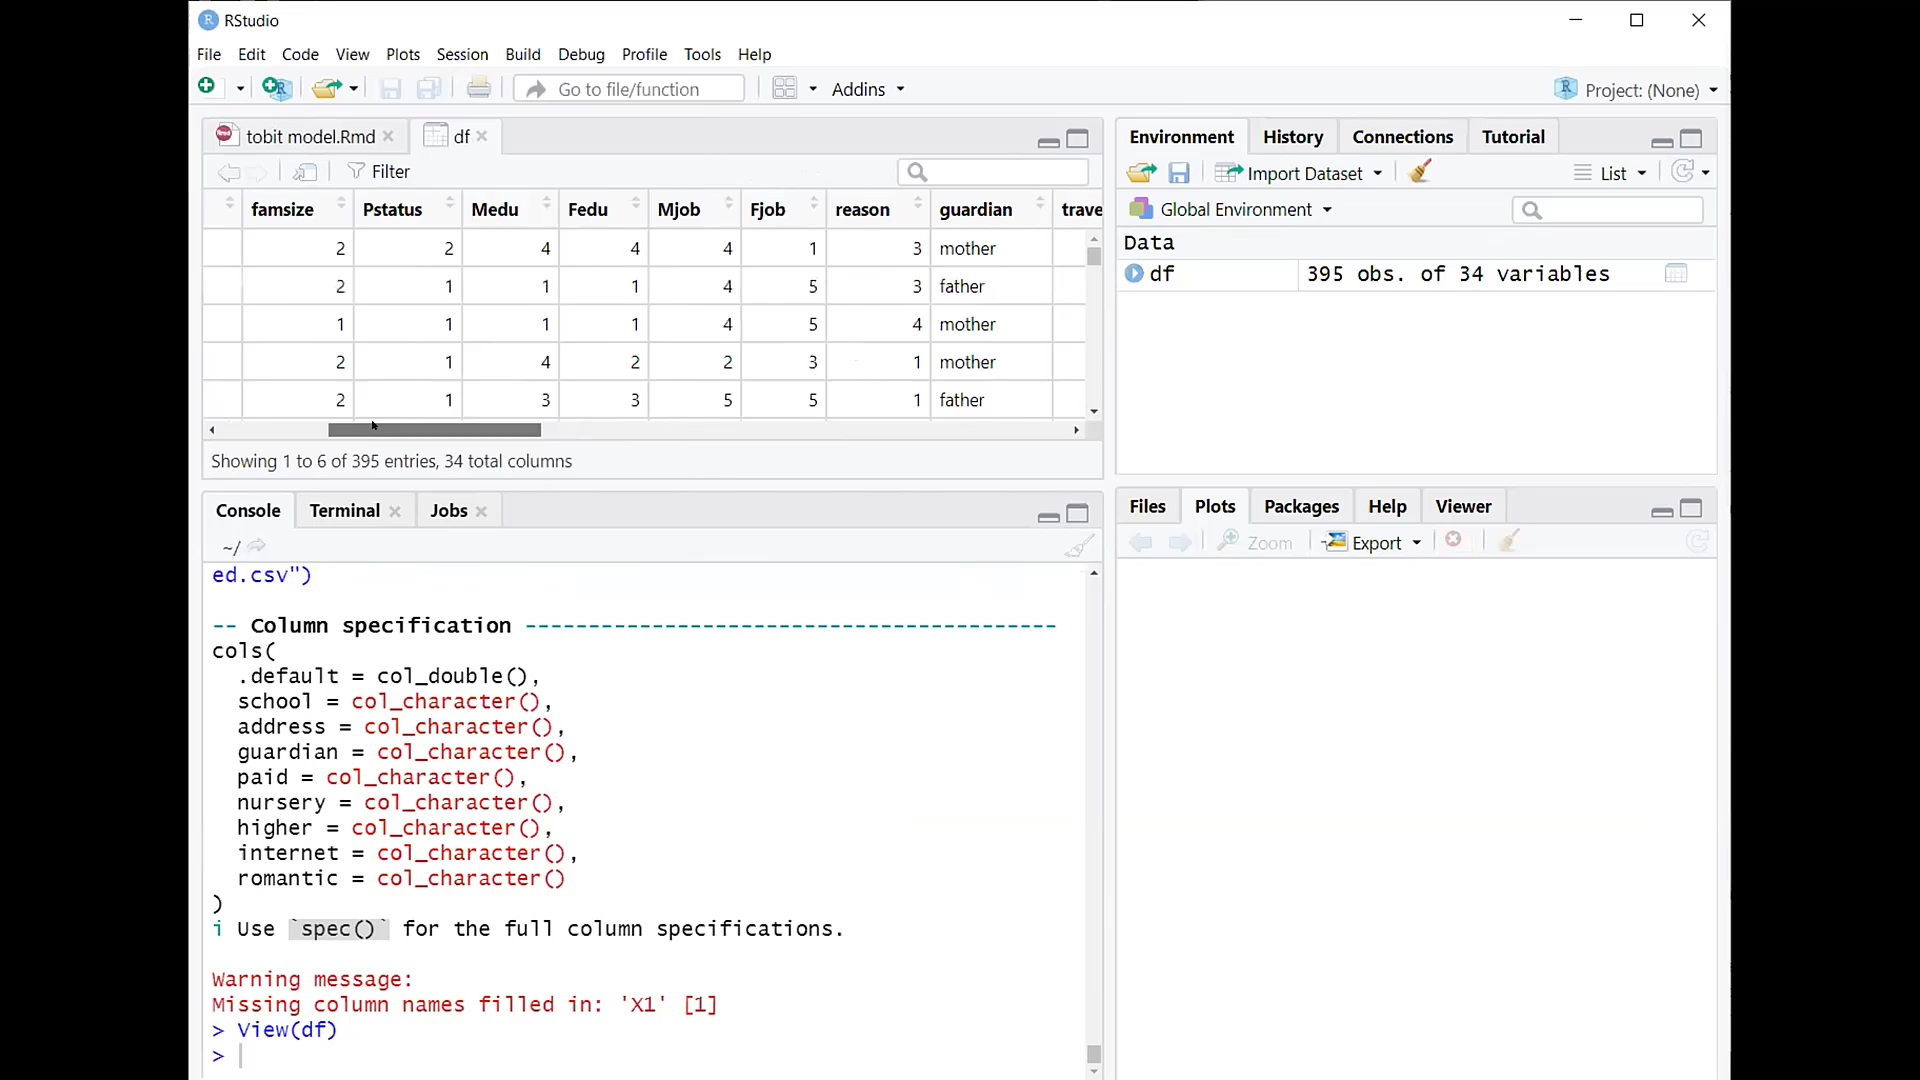 RStudio
File Edit Code View Plots Session Build Debug Profile Tools Help
Go to file/function Addins Project: (None)
tobit model.Rmd df
Filter
famsize Pstatus Medu Fedu Mjob Fjob reason guardian trave
2 2 4 4 4 1 3 mother
2 1 1 1 4 5 3 father
1 1 1 1 4 5 4 mother
2 1 4 2 2 3 1 mother
2 1 3 3 5 5 1 father
Showing 1 to 6 of 395 entries, 34 total columns
Console Terminal Jobs
~/
ed.csv")
-- Column specification ------------------------------------------
cols(
  .default = col_double(),
  school = col_character(),
  address = col_character(),
  guardian = col_character(),
  paid = col_character(),
  nursery = col_character(),
  higher = col_character(),
  internet = col_character(),
  romantic = col_character()
)
i Use `spec()` for the full column specifications.
Warning message:
Missing column names filled in: 'X1' [1]
> View(df)
>
Environment History Connections Tutorial
Import Dataset List
Global Environment
Data
df 395 obs. of 34 variables
Files Plots Packages Help Viewer
Zoom Export